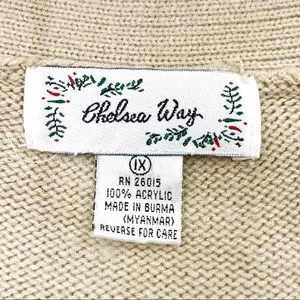 Chelsea Way
1X
RN 26015
100% ACRYLIC
MADE IN BURMA
(MYANMAR)
REVERSE FOR CARE